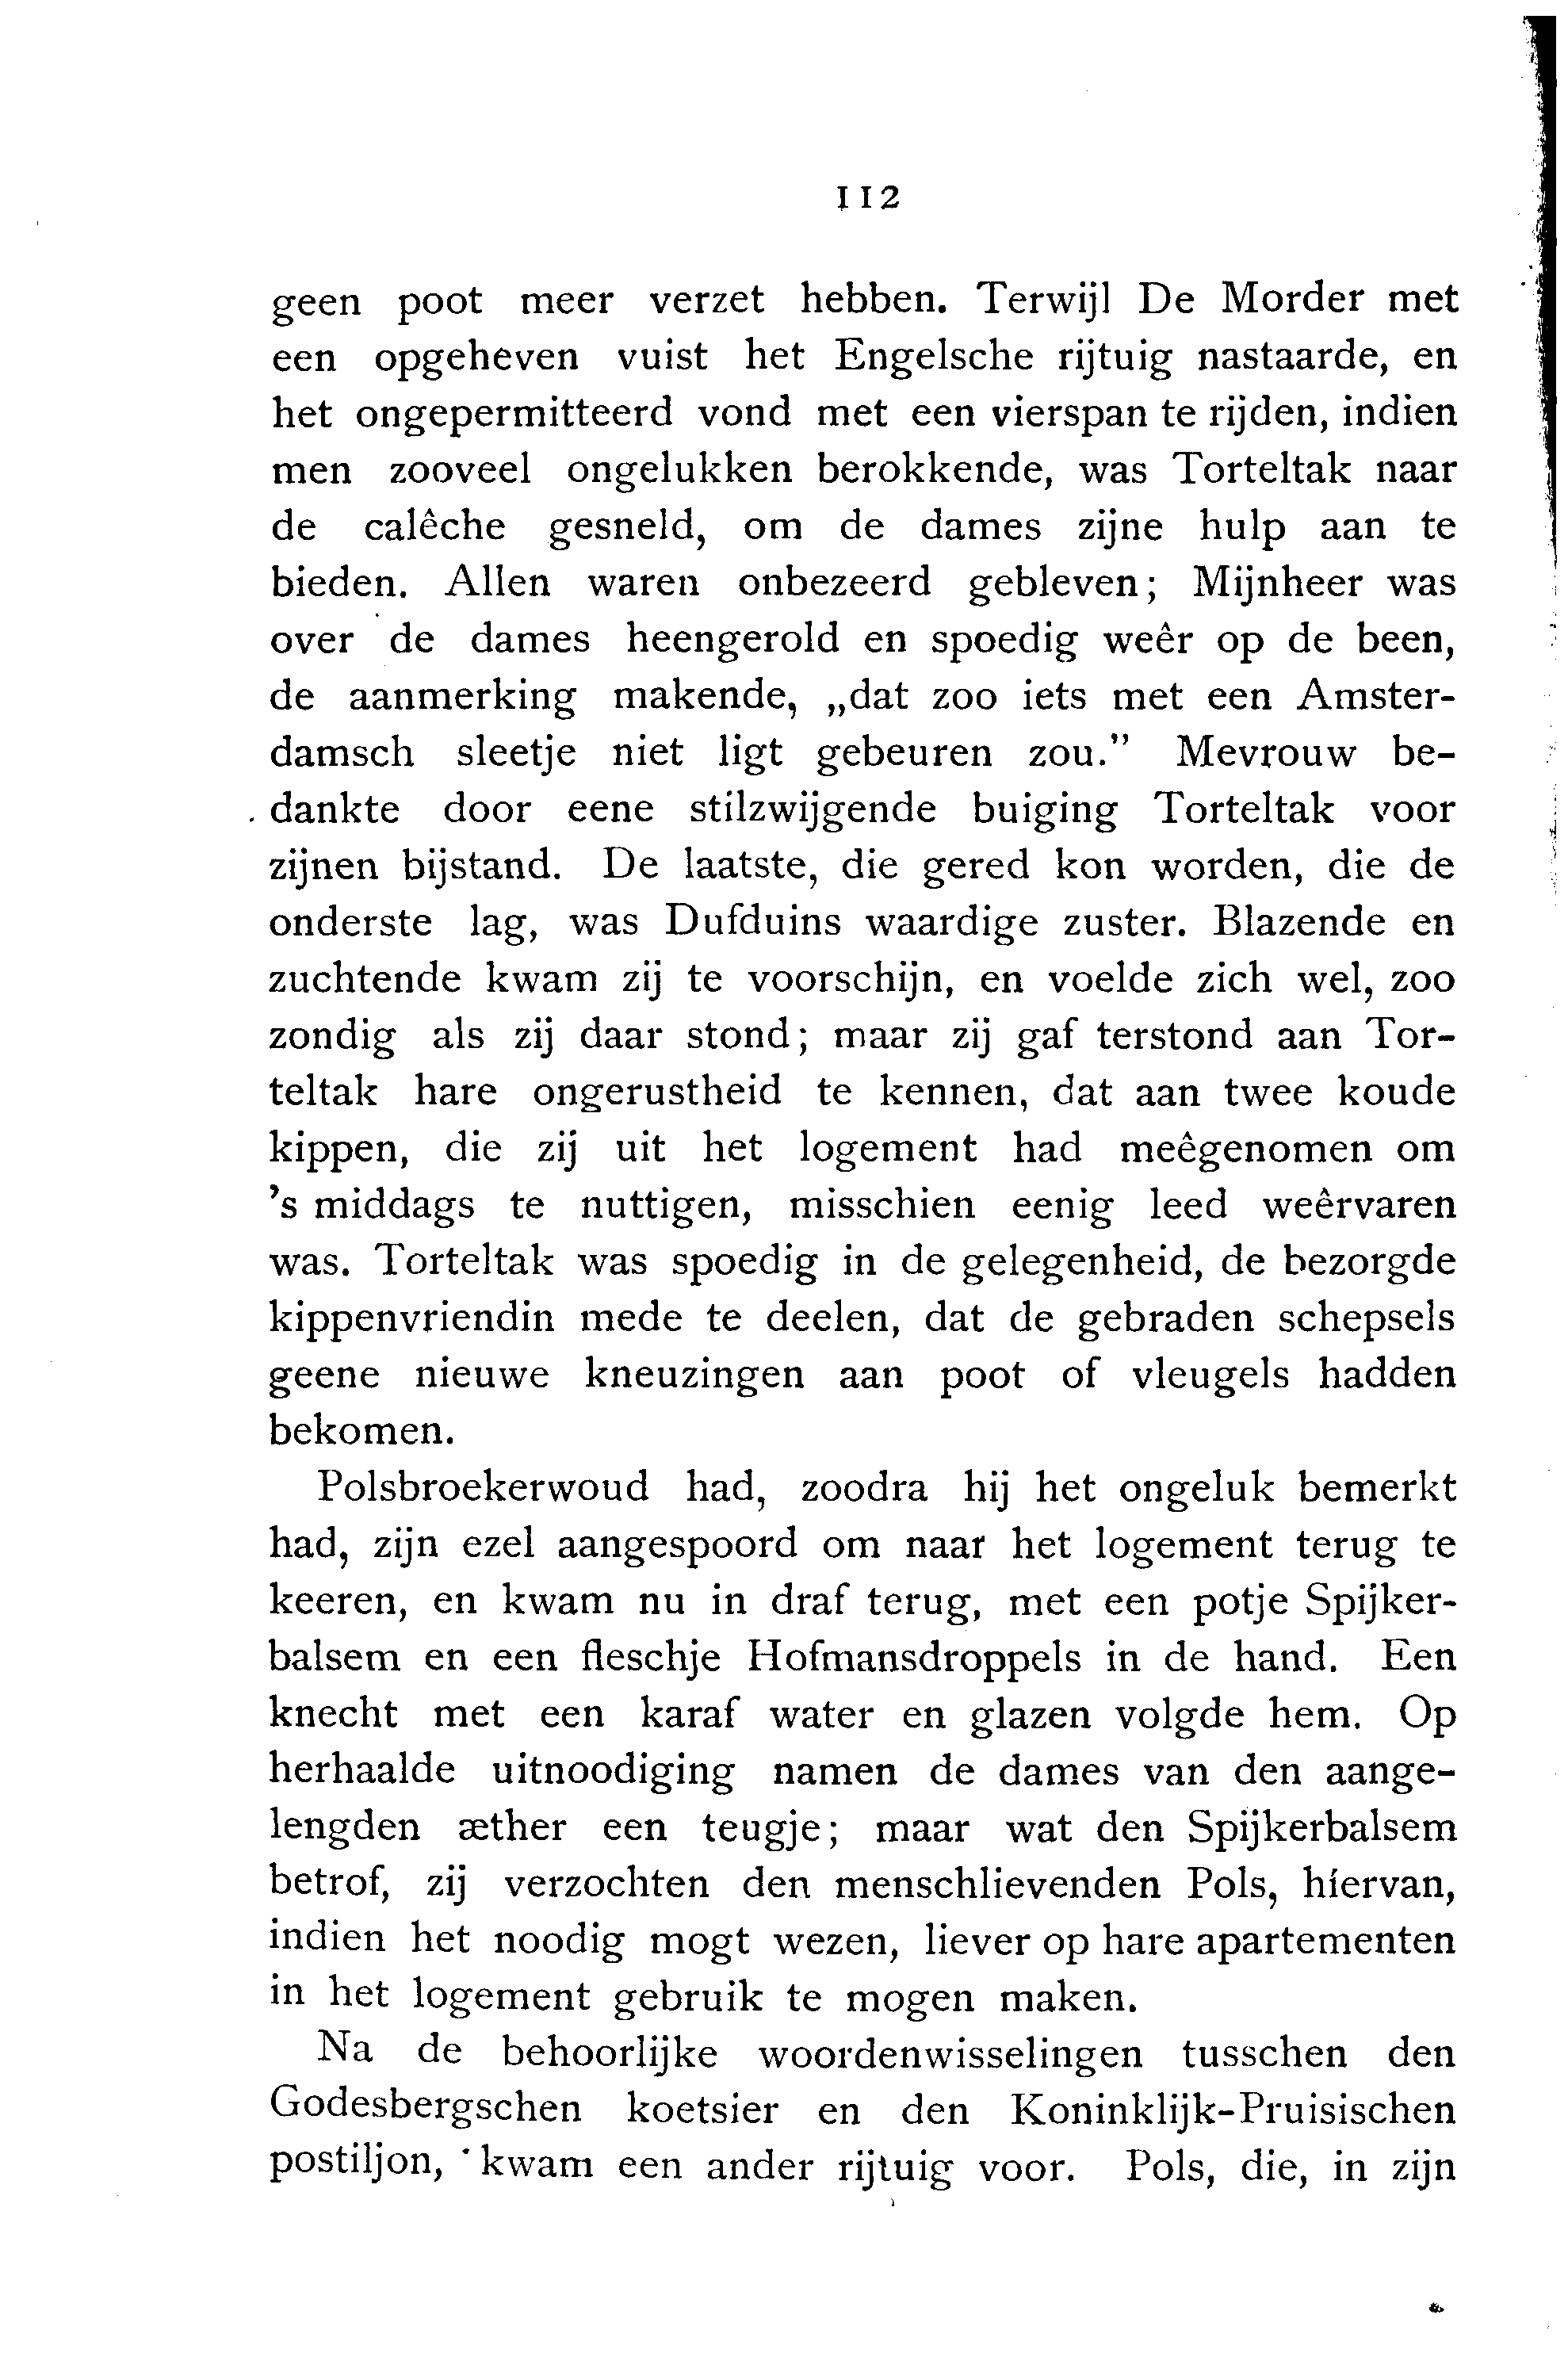 112
geen poot meer verzet hebben. Terwijl De Morder met
een opgeheven vuist het Engelsche rijtuig nastaarde, en
het ongepermitteerd vond met een vierspan te rijden, indien
men zooveel ongelukken berokkende, was Torteltak naar
de calêche gesneld, om de dames zijne hulp aan te
bieden. Allen waren onbezeerd gebleven; Mijnheer was
over de dames heengerold en spoedig weêr op de been,
de aanmerking makende, „dat zoo iets met een Amster-
damsch sleetje niet ligt gebeuren zou.” Mevrouw be-
dankte door eene stilzwijgende buiging Torteltak voor
zijnen bijstand. De laatste, die gered kon worden, die de
onderste lag, was Dufduins waardige zuster. Blazende en
zuchtende kwam zij te voorschijn, en voelde zich wel, zoo
zondig als zij daar stond; maar zij gaf terstond aan Tor-
teltak hare ongerustheid te kennen, dat aan twee koude
kippen, die zij uit het logement had meêgenomen om
’s middags te nuttigen, misschien eenig leed weêrvaren
was. Torteltak was spoedig in de gelegenheid, de bezorgde
kippenvriendin mede te deelen, dat de gebraden schepsels
geene nieuwe kneuzingen aan poot of vleugels hadden
bekomen.
Polsbroekerwoud had, zoodra hij het ongeluk bemerkt
had, zijn ezel aangespoord om naar het logement terug te
keeren, en kwam nu in draf terug, met een potje Spijker-
balsem en een fleschje Hofmansdroppels in de hand. Een
knecht met een karaf water en glazen volgde hem. Op
herhaalde uitnoodiging namen de dames van den aange-
lengden æther een teugje; maar wat den Spijkerbalsem
betrof, zij verzochten den menschlievenden Pols, hiervan,
indien het noodig mogt wezen, liever op hare apartementen
in het logement gebruik te mogen maken.
Na de behoorlijke woordenwisselingen tusschen den
Godesbergschen koetsier en den Koninklijk-Pruisischen
postiljon, kwam een ander rijtuig voor. Pols, die, in zijn